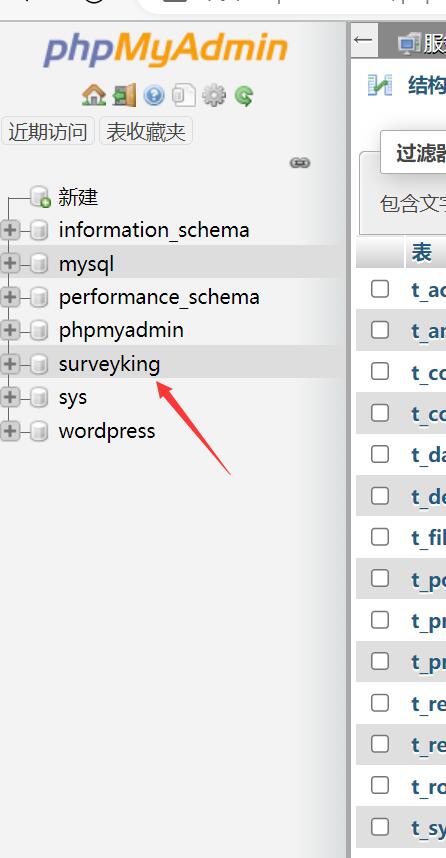 phpMyAdmin
近期访问 表收藏夹
新建
information_schema
mysql
performance_schema
phpmyadmin
surveyking
sys
wordpress
结构
过滤器
包含文字
表
t_ac
t_an
t_co
t_co
t_da
t_de
t_fil
t_po
t_pr
t_pr
t_re
t_re
t_ro
t_sy